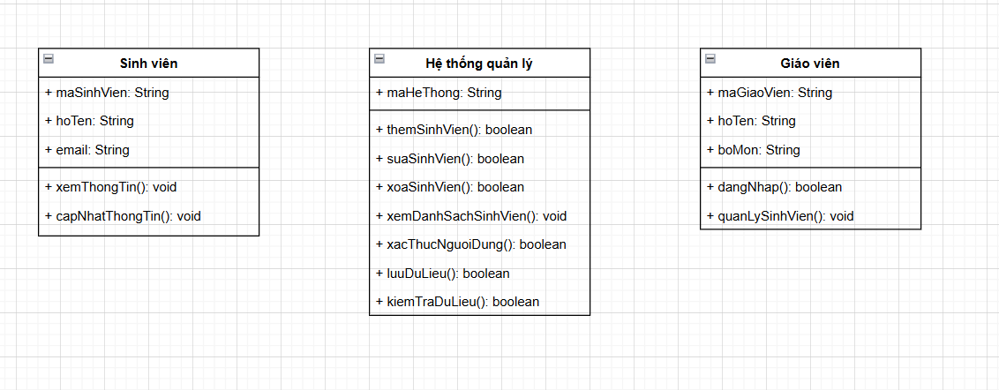 Sinh viên
+ maSinhVien: String
+ hoTen: String
+ email: String
+ xemThongTin(): void
+ capNhatThongTin(): void
Hệ thống quản lý
+ maHeThong: String
+ themSinhVien(): boolean
+ suaSinhVien(): boolean
+ xoaSinhVien(): boolean
+ xemDanhSachSinhVien(): void
+ xacThucNguoiDung(): boolean
+ luuDuLieu(): boolean
+ kiemTraDuLieu(): boolean
Giáo viên
+ maGiaoVien: String
+ hoTen: String
+ boMon: String
+ dangNhap(): boolean
+ quanLySinhVien(): void